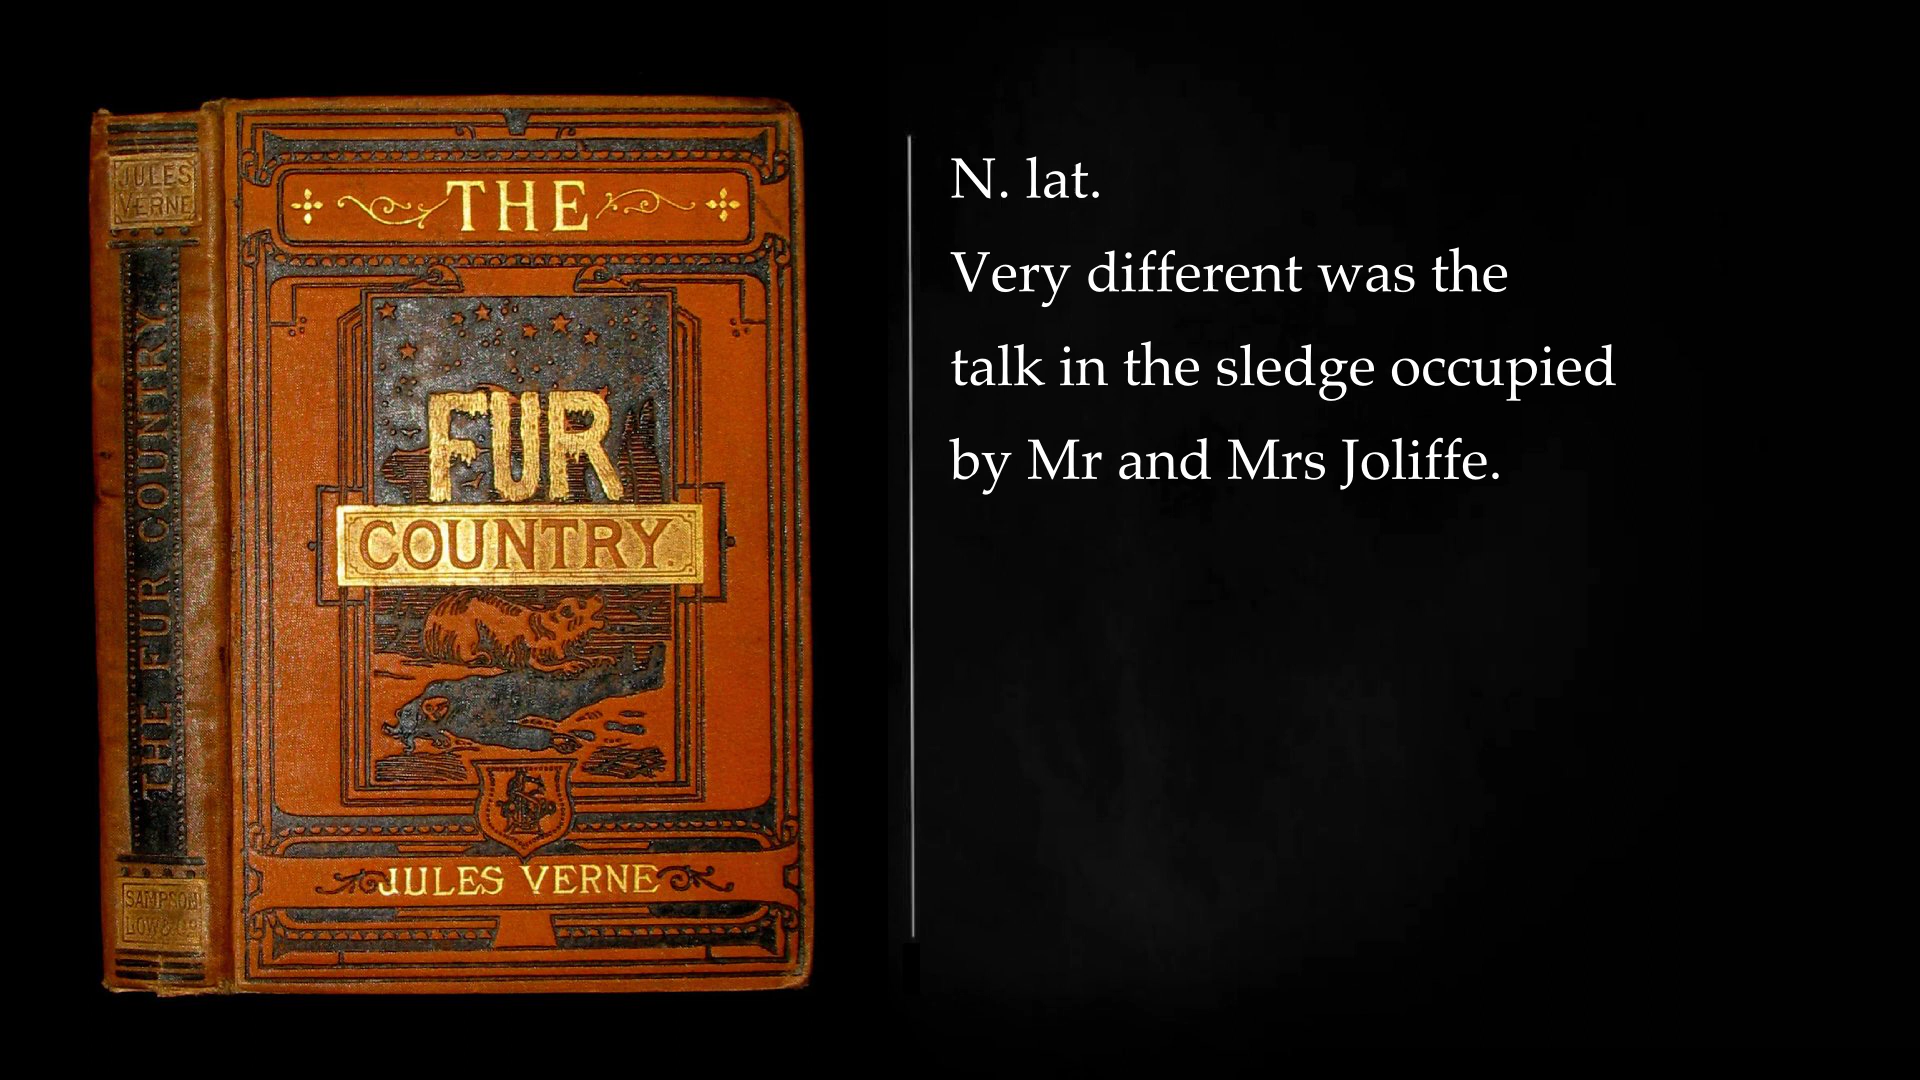 JULES
VERNE
THE FUR COUNTRY.
SAMPSON
LOW & Co
THE
FUR
COUNTRY.
JULES VERNE
N. lat.
Very different was the
talk in the sledge occupied
by Mr and Mrs Joliffe.